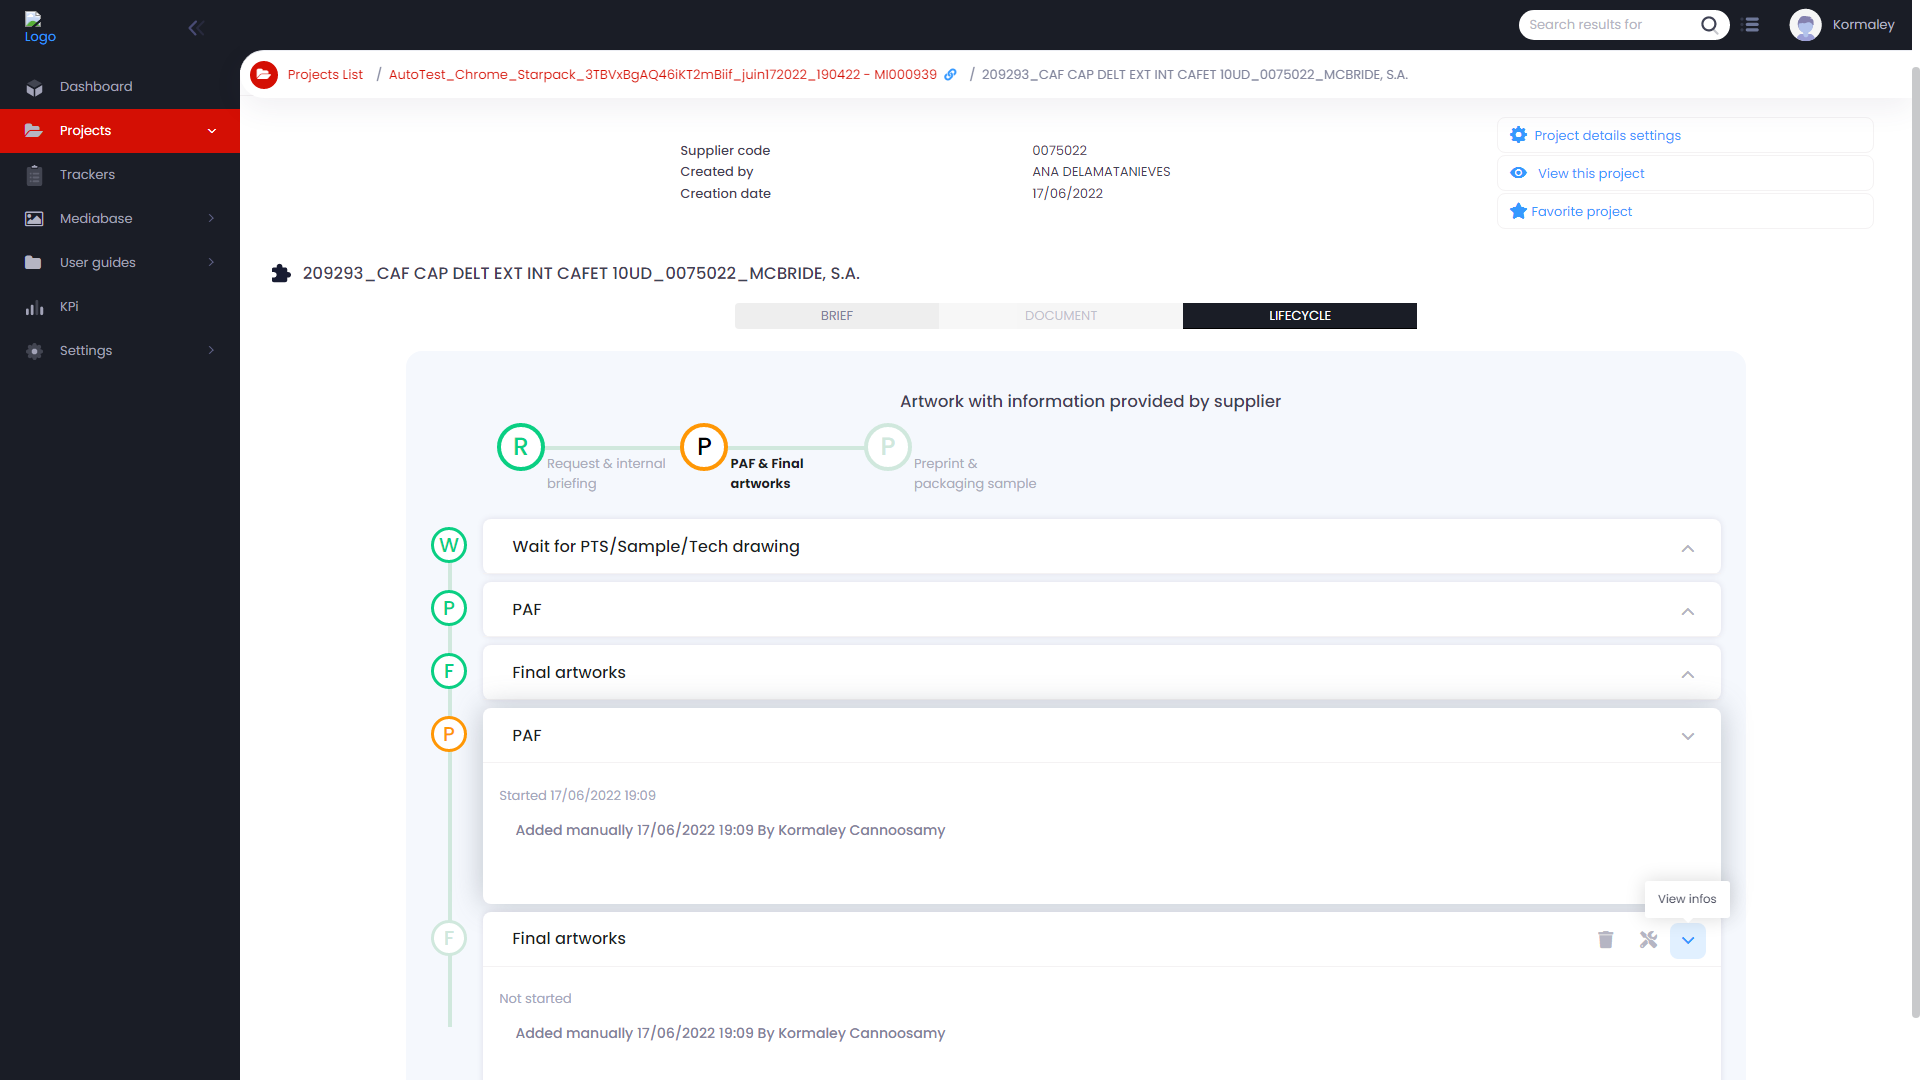 Logo
Search results for
Kormaley
Dashboard
Projects
Trackers
Mediabase
User guides
KPi
Settings
Projects List / AutoTest_Chrome_Starpack_3TBVxBgAQ46iKT2mBiif_juin172022_190422 - MI000939 / 209293_CAF CAP DELT EXT INT CAFET 10UD_0075022_MCBRIDE, S.A.
Supplier code 0075022
Created by ANA DELAMATANIEVES
Creation date 17/06/2022
Project details settings
View this project
Favorite project
209293_CAF CAP DELT EXT INT CAFET 10UD_0075022_MCBRIDE, S.A.
BRIEF DOCUMENT LIFECYCLE
Artwork with information provided by supplier
R P P
Request & internal briefing
PAF & Final artworks
Preprint & packaging sample
W Wait for PTS/Sample/Tech drawing
P PAF
F Final artworks
P PAF
Started 17/06/2022 19:09
Added manually 17/06/2022 19:09 By Kormaley Cannoosamy
View infos
F Final artworks
Not started
Added manually 17/06/2022 19:09 By Kormaley Cannoosamy